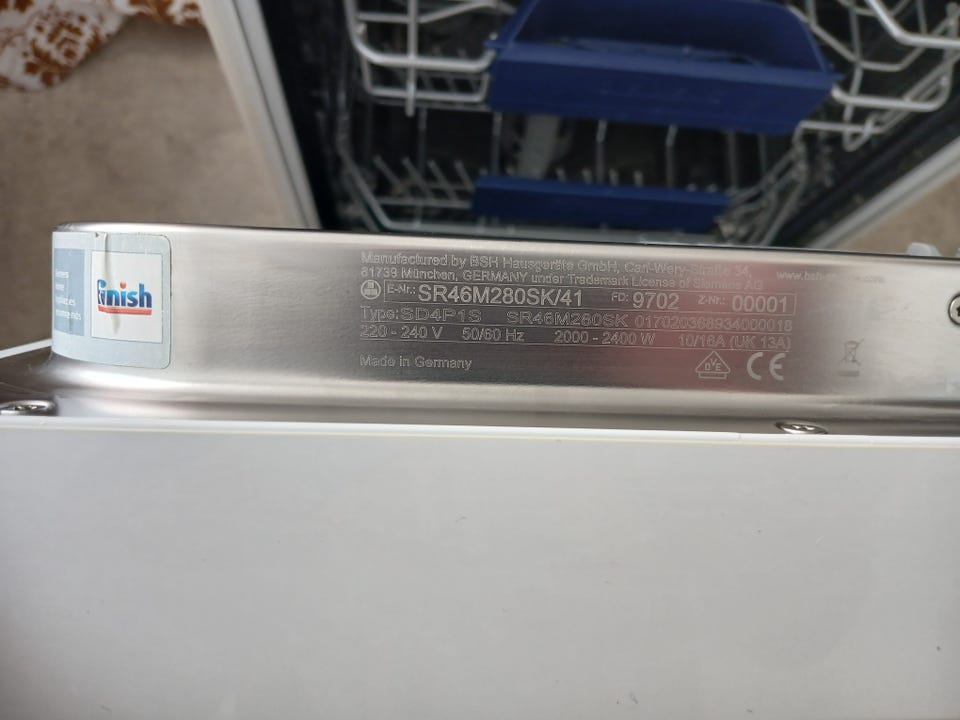 Manufactured by BSH Hausgeräte GmbH, Carl-Wery-Straße 34,
81739 München, GERMANY under Trademark License of Siemens AG
E-Nr.: SR46M280SK/41 FD: 9702 Z-Nr.: 00001
Type: SD4P1S SR46M280SK 017020368934000018
220 - 240 V 50/60 Hz 2000 - 2400 W 10/16A (UK 13A)
Made in Germany
DVE CE
finish